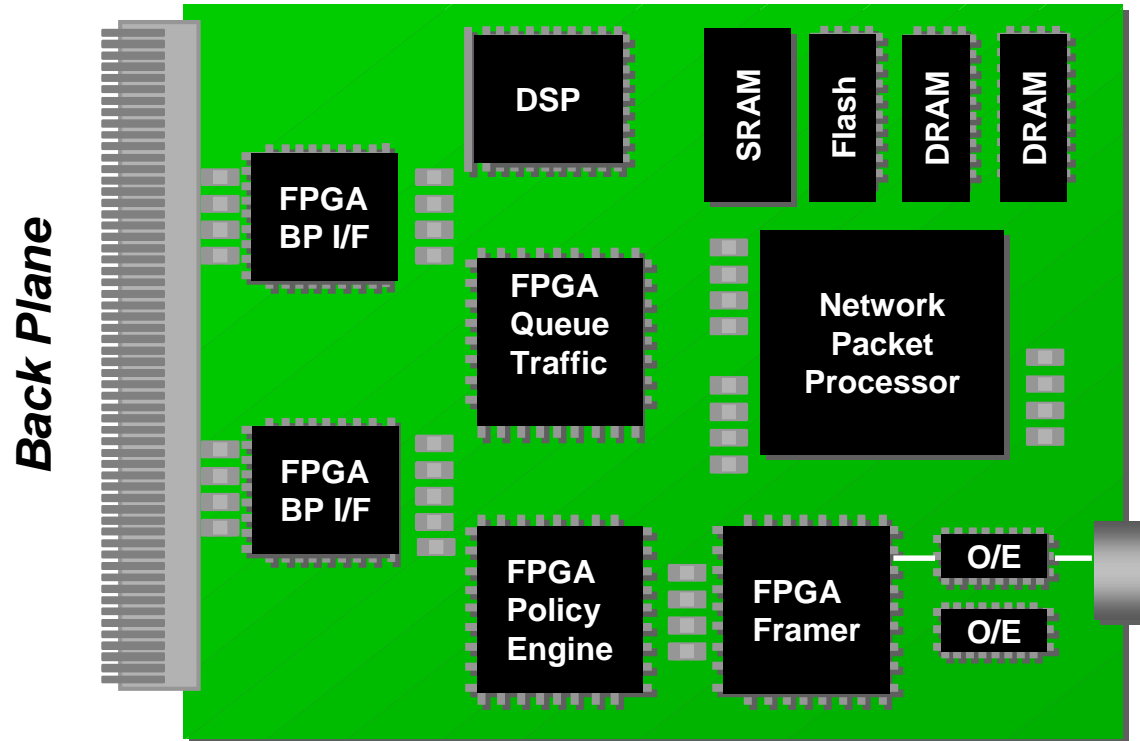 Back Plane
DSP
SRAM
Flash
DRAM
DRAM
FPGA
BP I/F
FPGA
Queue
Traffic
Network
Packet
Processor
FPGA
BP I/F
FPGA
Policy
Engine
FPGA
Framer
O/E
O/E